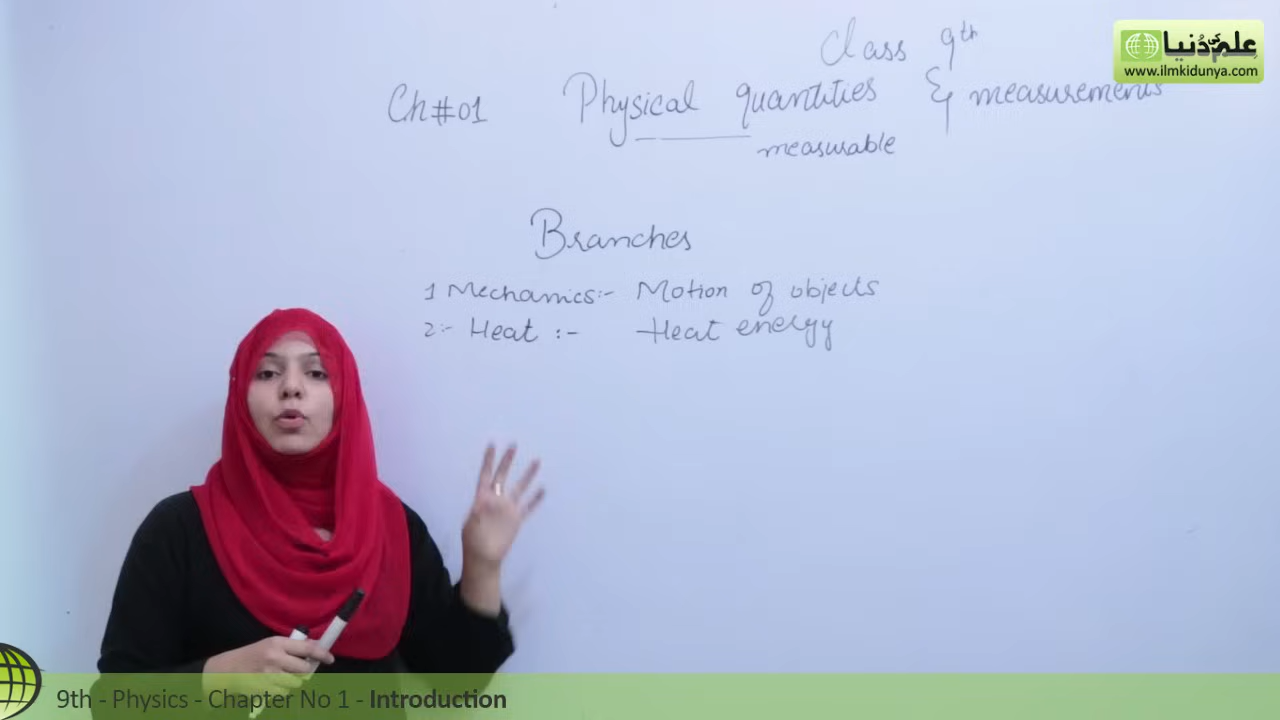 Class 9th
علم کی دنیا
www.ilmkidunya.com
Ch#01 Physical quantities & measurements
measurable
Branches
1 Mechanics:- Motion of objects
2:- Heat :- Heat energy
9th - Physics - Chapter No 1 - Introduction